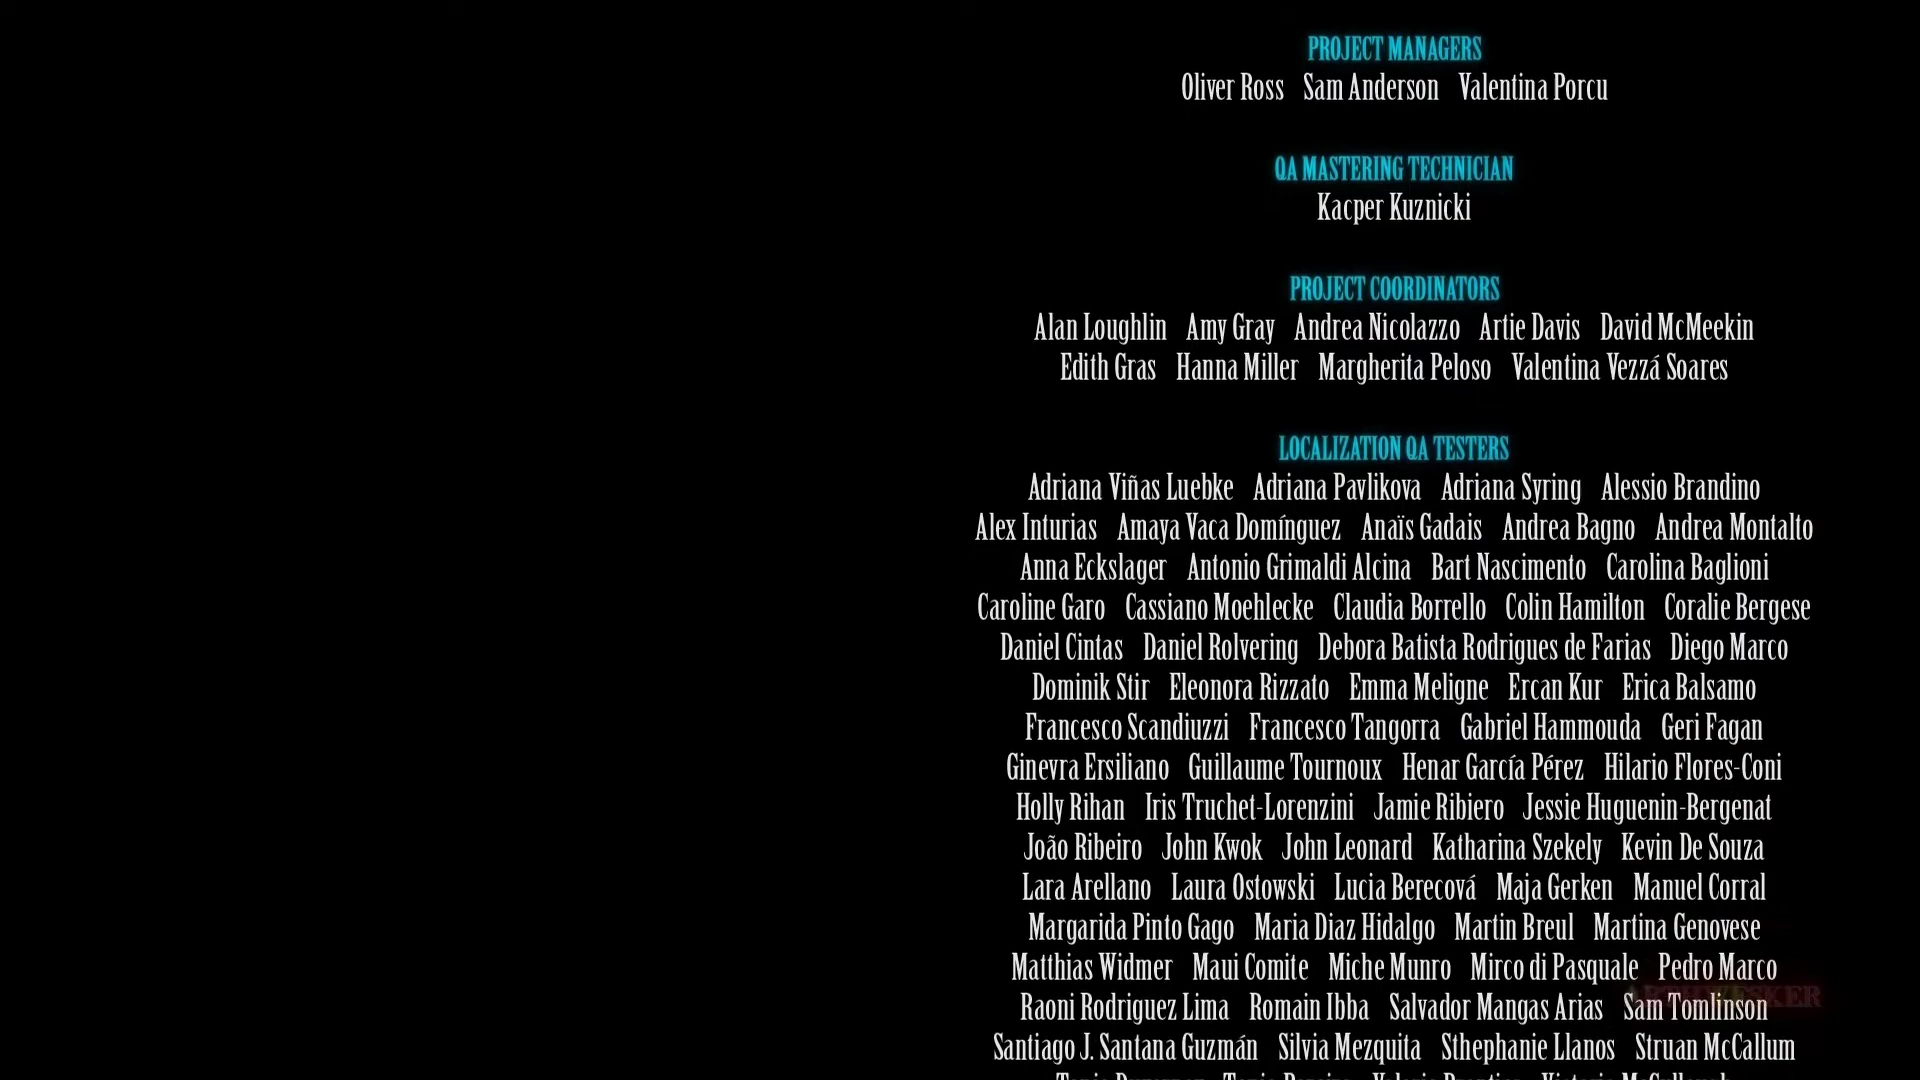 PROJECT MANAGERS
Oliver Ross Sam Anderson Valentina Porcu
QA MASTERING TECHNICIAN
Kacper Kuznicki
PROJECT COORDINATORS
Alan Loughlin Amy Gray Andrea Nicolazzo Artie Davis David McMeekin
Edith Gras Hanna Miller Margherita Peloso Valentina Vezzá Soares
LOCALIZATION QA TESTERS
Adriana Viñas Luebke Adriana Pavlikova Adriana Syring Alessio Brandino
Alex Inturias Amaya Vaca Domínguez Anaïs Gadais Andrea Bagno Andrea Montalto
Anna Eckslager Antonio Grimaldi Alcina Bart Nascimento Carolina Baglioni
Caroline Garo Cassiano Moehlecke Claudia Borrello Colin Hamilton Coralie Bergese
Daniel Cintas Daniel Rolvering Debora Batista Rodrigues de Farias Diego Marco
Dominik Stir Eleonora Rizzato Emma Meligne Ercan Kur Erica Balsamo
Francesco Scandiuzzi Francesco Tangorra Gabriel Hammouda Geri Fagan
Ginevra Ersiliano Guillaume Tournoux Henar García Pérez Hilario Flores-Coni
Holly Rihan Iris Truchet-Lorenzini Jamie Ribiero Jessie Huguenin-Bergenat
João Ribeiro John Kwok John Leonard Katharina Szekely Kevin De Souza
Lara Arellano Laura Ostowski Lucia Berecová Maja Gerken Manuel Corral
Margarida Pinto Gago Maria Diaz Hidalgo Martin Breul Martina Genovese
Matthias Widmer Maui Comite Miche Munro Mirco di Pasquale Pedro Marco
Raoni Rodriguez Lima Romain Ibba Salvador Mangas Arias Sam Tomlinson
Santiago J. Santana Guzmán Silvia Mezquita Sthephanie Llanos Struan McCallum